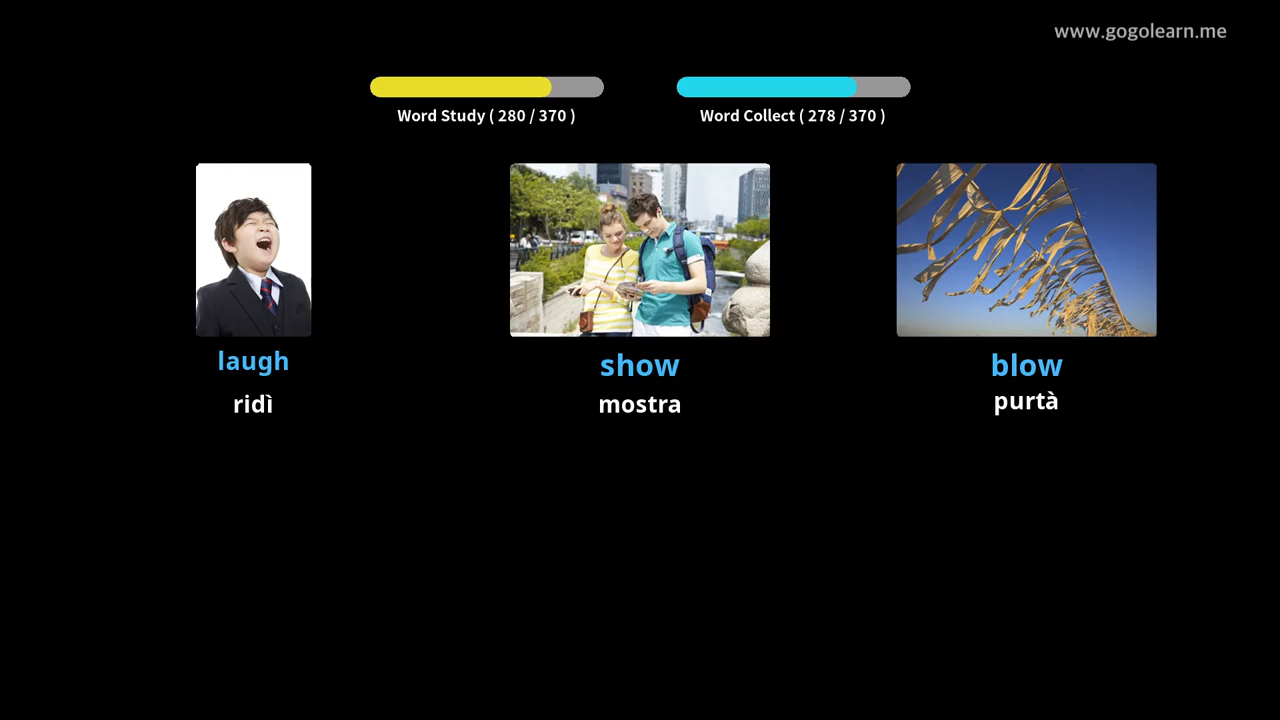 www.gogolearn.me
Word Study ( 280 / 370 )
Word Collect ( 278 / 370 )
laugh
ridì
show
mostra
blow
purtà